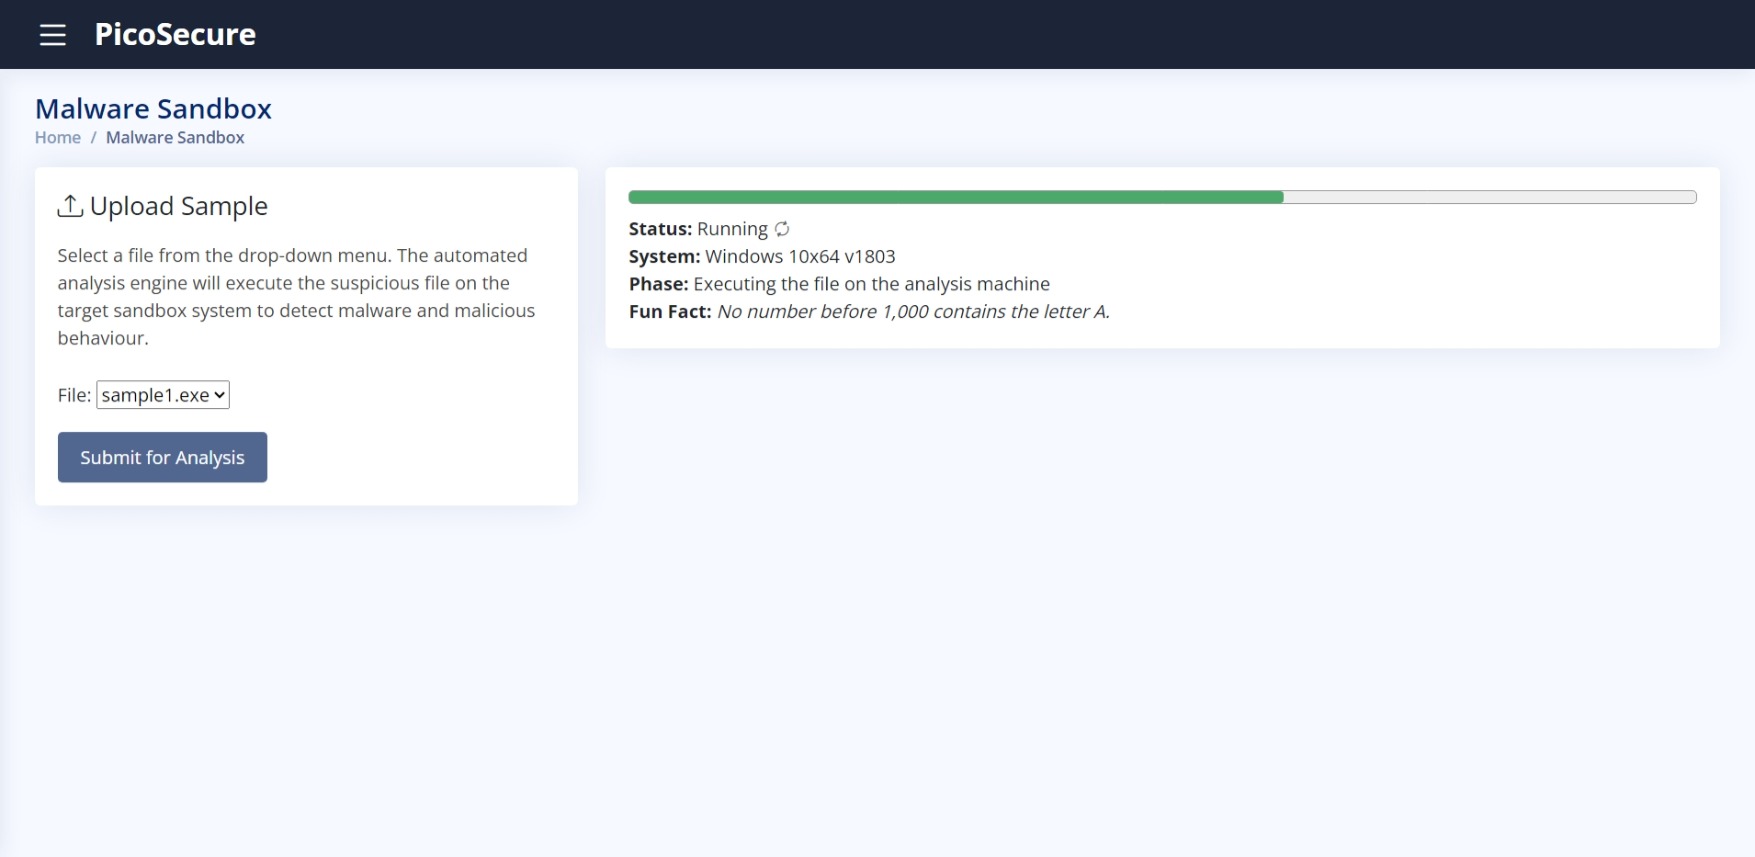 PicoSecure
Malware Sandbox
Home / Malware Sandbox
Upload Sample
Select a file from the drop-down menu. The automated
analysis engine will execute the suspicious file on the
target sandbox system to detect malware and malicious
behaviour.
File: sample1.exe
Submit for Analysis
Status: Running
System: Windows 10x64 v1803
Phase: Executing the file on the analysis machine
Fun Fact: No number before 1,000 contains the letter A.